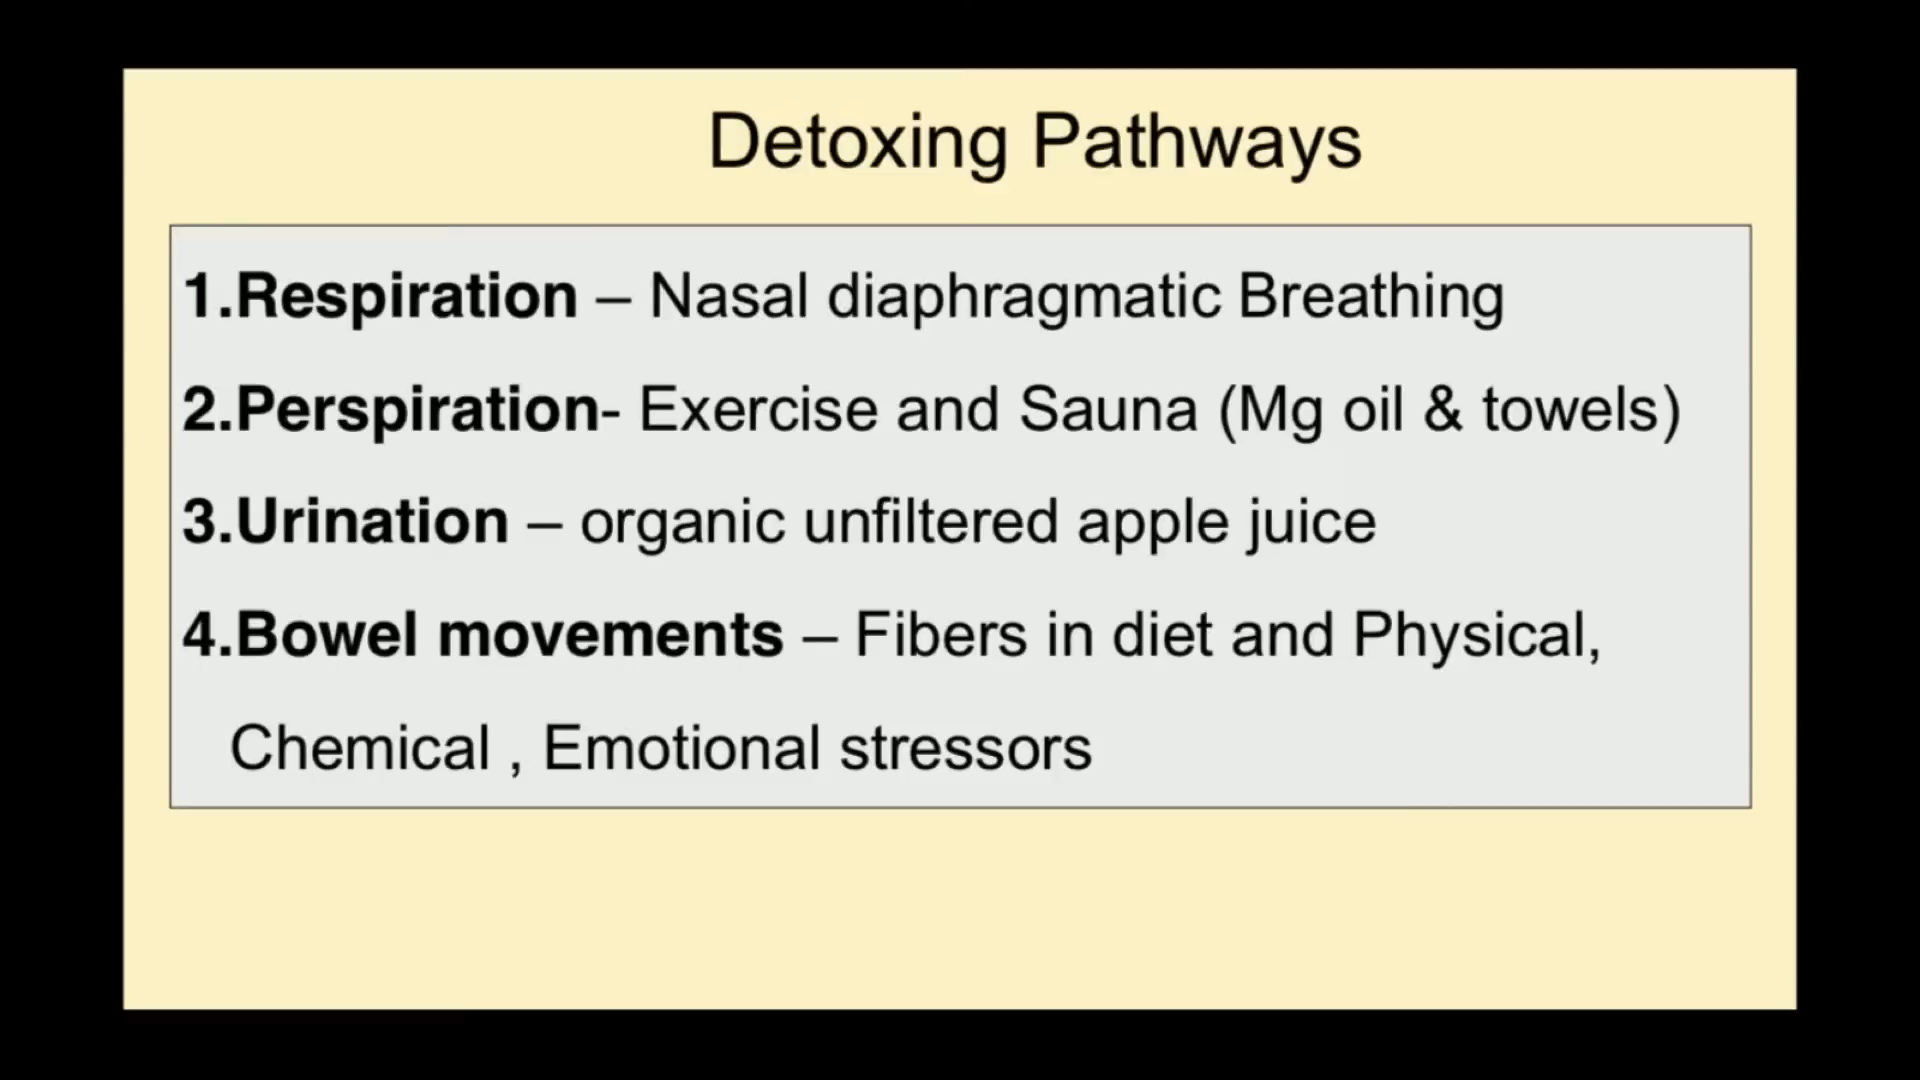 Detoxing Pathways
1.Respiration – Nasal diaphragmatic Breathing
2.Perspiration- Exercise and Sauna (Mg oil & towels)
3.Urination – organic unfiltered apple juice
4.Bowel movements – Fibers in diet and Physical,
Chemical , Emotional stressors